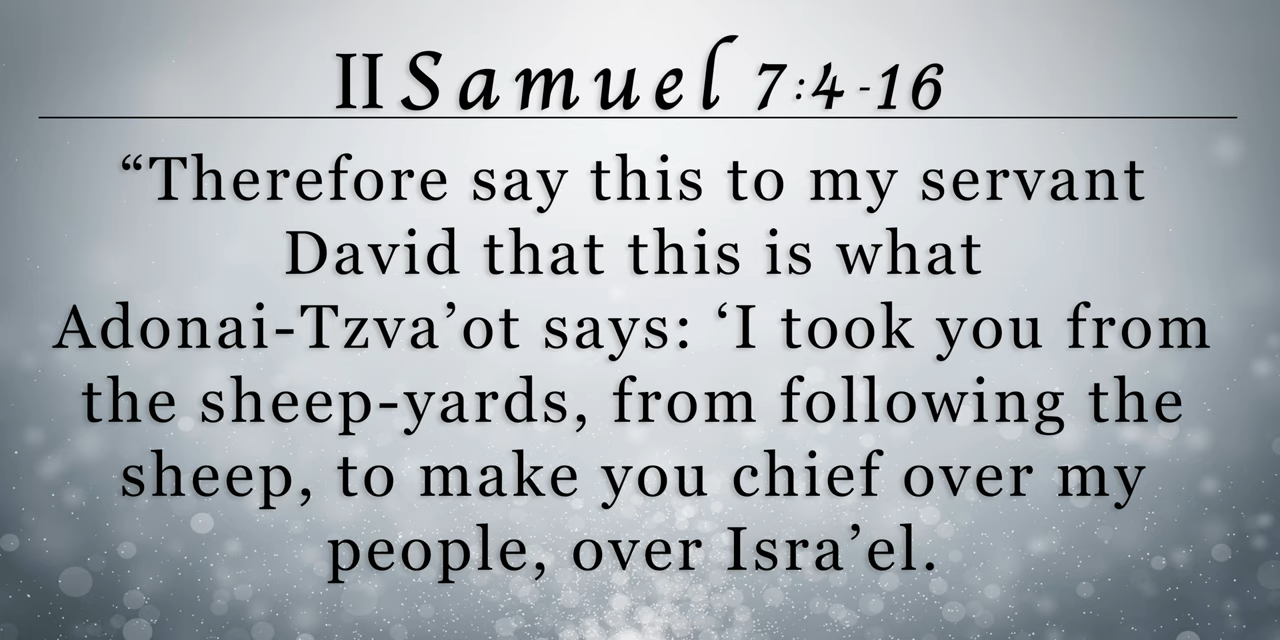 II Samuel 7:4-16
“Therefore say this to my servant
David that this is what
Adonai-Tzva’ot says: ‘I took you from
the sheep-yards, from following the
sheep, to make you chief over my
people, over Isra’el.